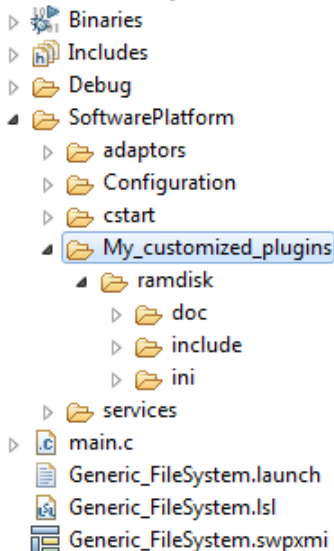 Binaries
Includes
Debug
SoftwarePlatform
adaptors
Configuration
cstart
My_customized_plugins
ramdisk
doc
include
ini
services
main.c
Generic_FileSystem.launch
Generic_FileSystem.lsl
Generic_FileSystem.swpxmi